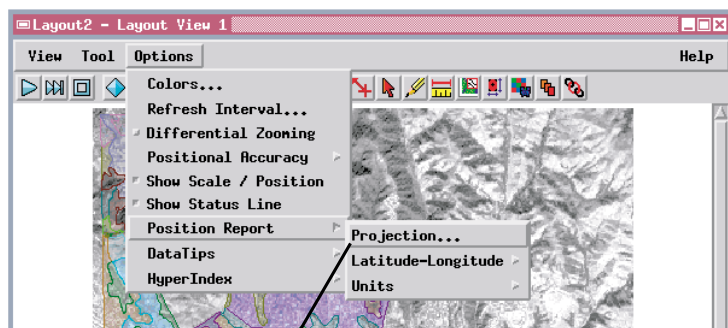 Layout2 - Layout View 1
View Tool Options Help
Colors...
Refresh Interval...
Differential Zooming
Positional Accuracy
Show Scale / Position
Show Status Line
Position Report
Projection...
DataTips
Latitude-Longitude
HyperIndex
Units